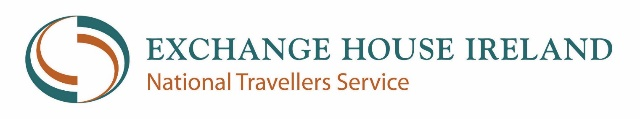 EXCHANGE HOUSE IRELAND
National Travellers Service